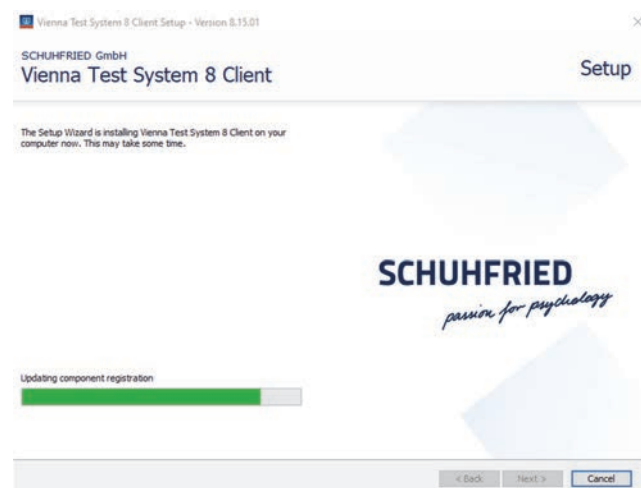 Vienna Test System 8 Client Setup - Version 8.15.01
SCHUHFRIED GmbH
Vienna Test System 8 Client
Setup
The Setup Wizard is installing Vienna Test System 8 Client on your
computer now. This may take some time.
SCHUHFRIED
passion for psychology
Updating component registration
< Back
Next >
Cancel